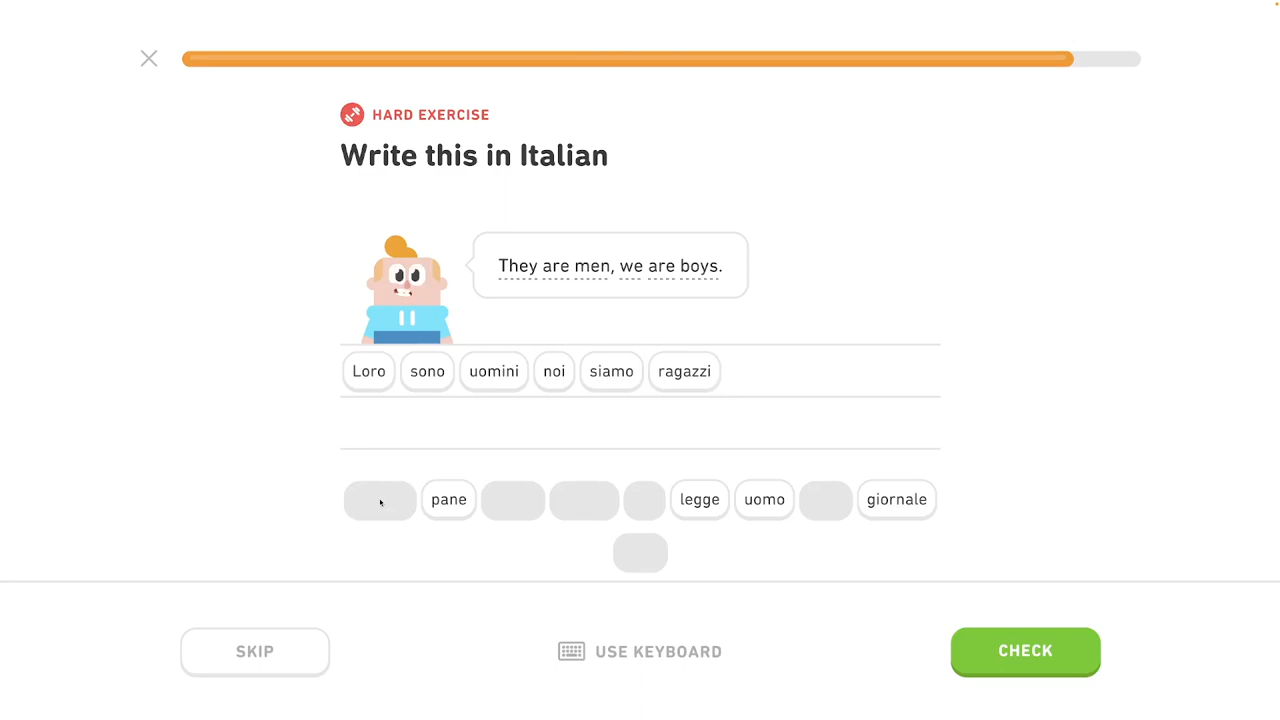 HARD EXERCISE
Write this in Italian
They are men, we are boys.
Loro sono uomini noi siamo ragazzi
pane legge uomo giornale
SKIP USE KEYBOARD CHECK